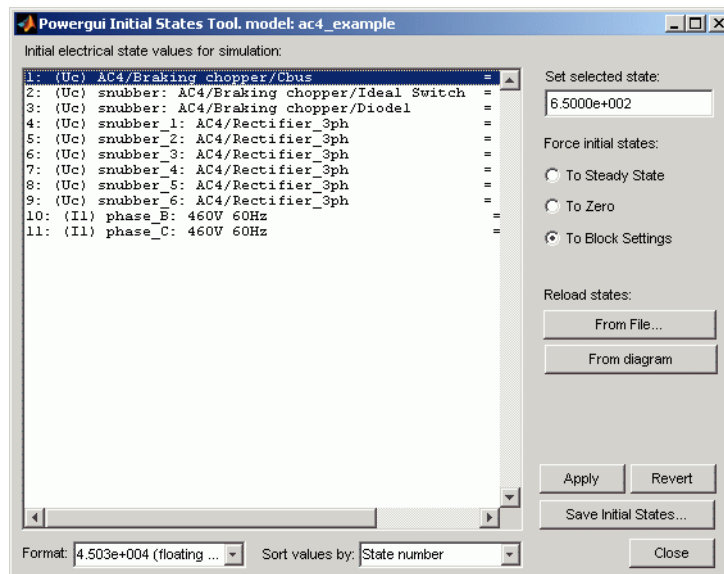 Powergui Initial States Tool. model: ac4_example
Initial electrical state values for simulation:
1: (Uc) AC4/Braking chopper/Cbus =
2: (Uc) snubber: AC4/Braking chopper/Ideal Switch =
3: (Uc) snubber: AC4/Braking chopper/Diode1 =
4: (Uc) snubber_1: AC4/Rectifier_3ph =
5: (Uc) snubber_2: AC4/Rectifier_3ph =
6: (Uc) snubber_3: AC4/Rectifier_3ph =
7: (Uc) snubber_4: AC4/Rectifier_3ph =
8: (Uc) snubber_5: AC4/Rectifier_3ph =
9: (Uc) snubber_6: AC4/Rectifier_3ph =
10: (Il) phase_B: 460V 60Hz =
11: (Il) phase_C: 460V 60Hz =
Set selected state:
6.5000e+002
Force initial states:
To Steady State
To Zero
To Block Settings
Reload states:
From File...
From diagram
Apply Revert
Save Initial States...
Format: 4.503e+004 (floating ... Sort values by: State number Close